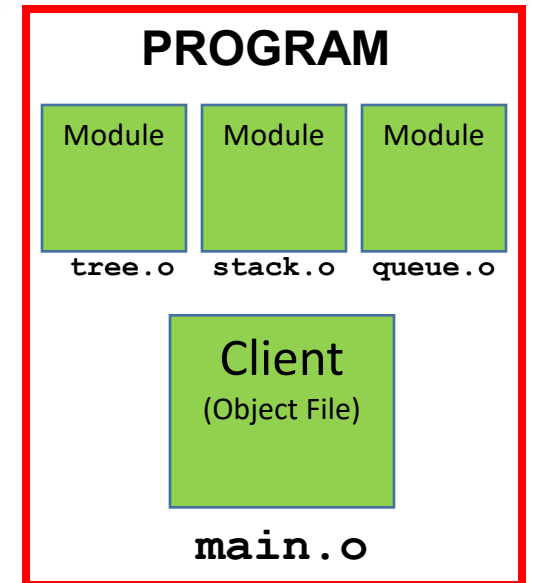 PROGRAM
Module Module Module
tree.o stack.o queue.o
Client
(Object File)
main.o